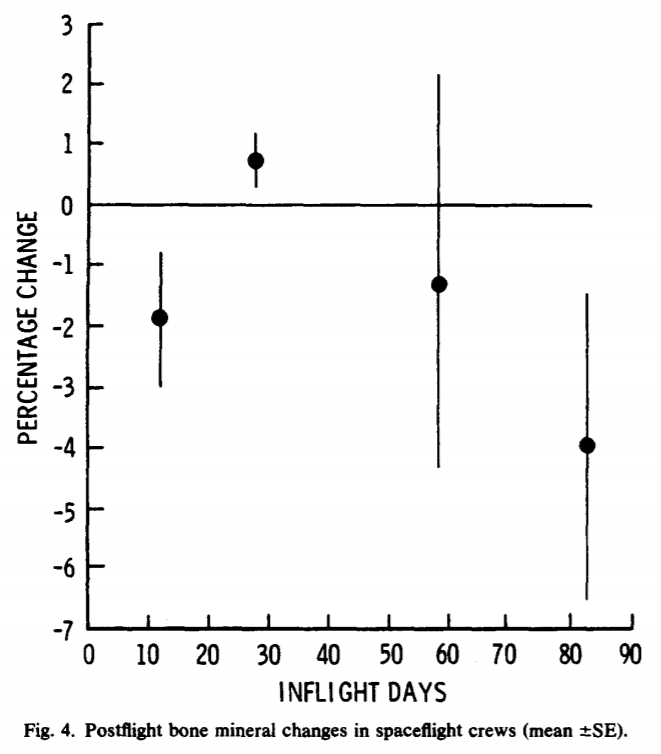 3
2
1
0
-1
-2
-3
-4
-5
-6
-7
PERCENTAGE CHANGE
0 10 20 30 40 50 60 70 80 90
INFLIGHT DAYS
Fig. 4. Postflight bone mineral changes in spaceflight crews (mean ±SE).